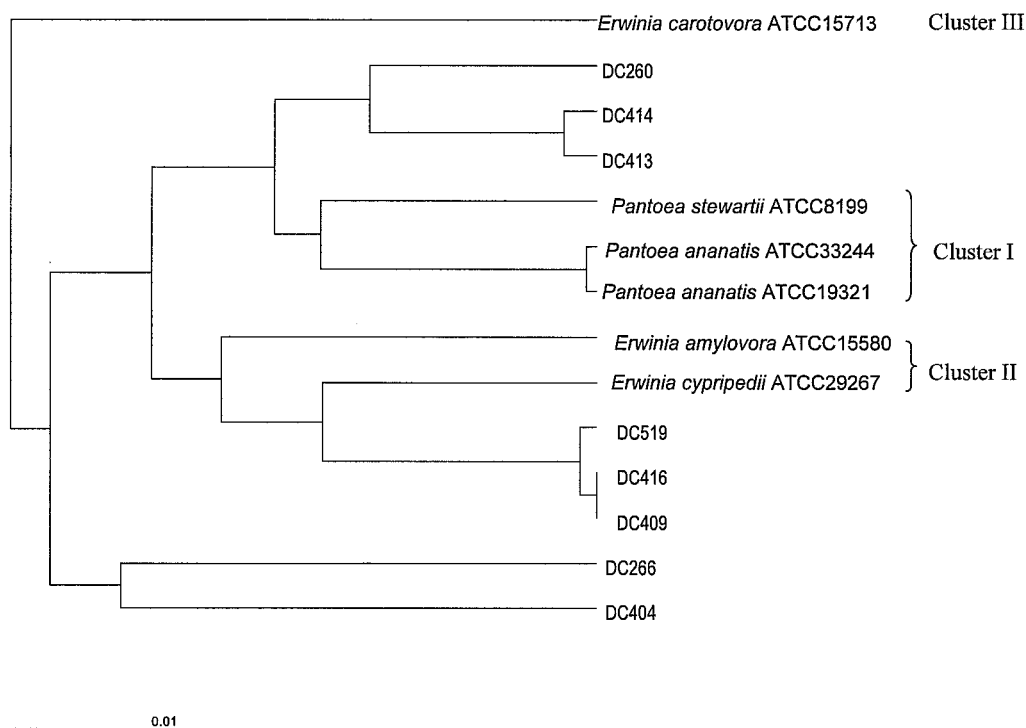 Erwinia carotovora ATCC15713 Cluster III
DC260
DC414
DC413
Pantoea stewartii ATCC8199
Pantoea ananatis ATCC33244 Cluster I
Pantoea ananatis ATCC19321
Erwinia amylovora ATCC15580
Cluster II
Erwinia cypripedii ATCC29267
DC519
DC416
DC409
DC266
DC404
0.01